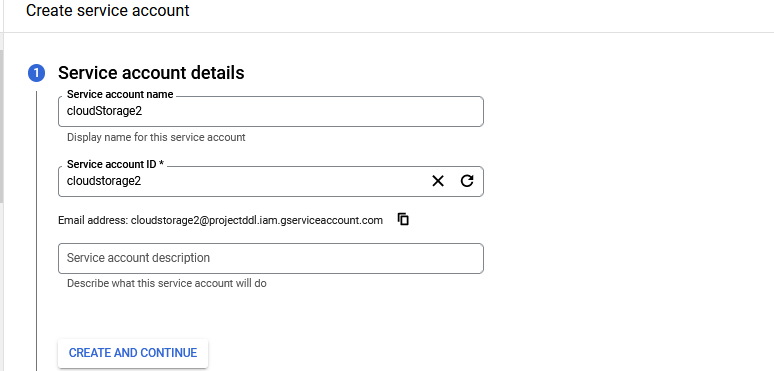 Create service account
1 Service account details
Service account name
cloudStorage2
Display name for this service account
Service account ID *
cloudstorage2
Email address: cloudstorage2@projectddl.iam.gserviceaccount.com
Service account description
Describe what this service account will do
CREATE AND CONTINUE